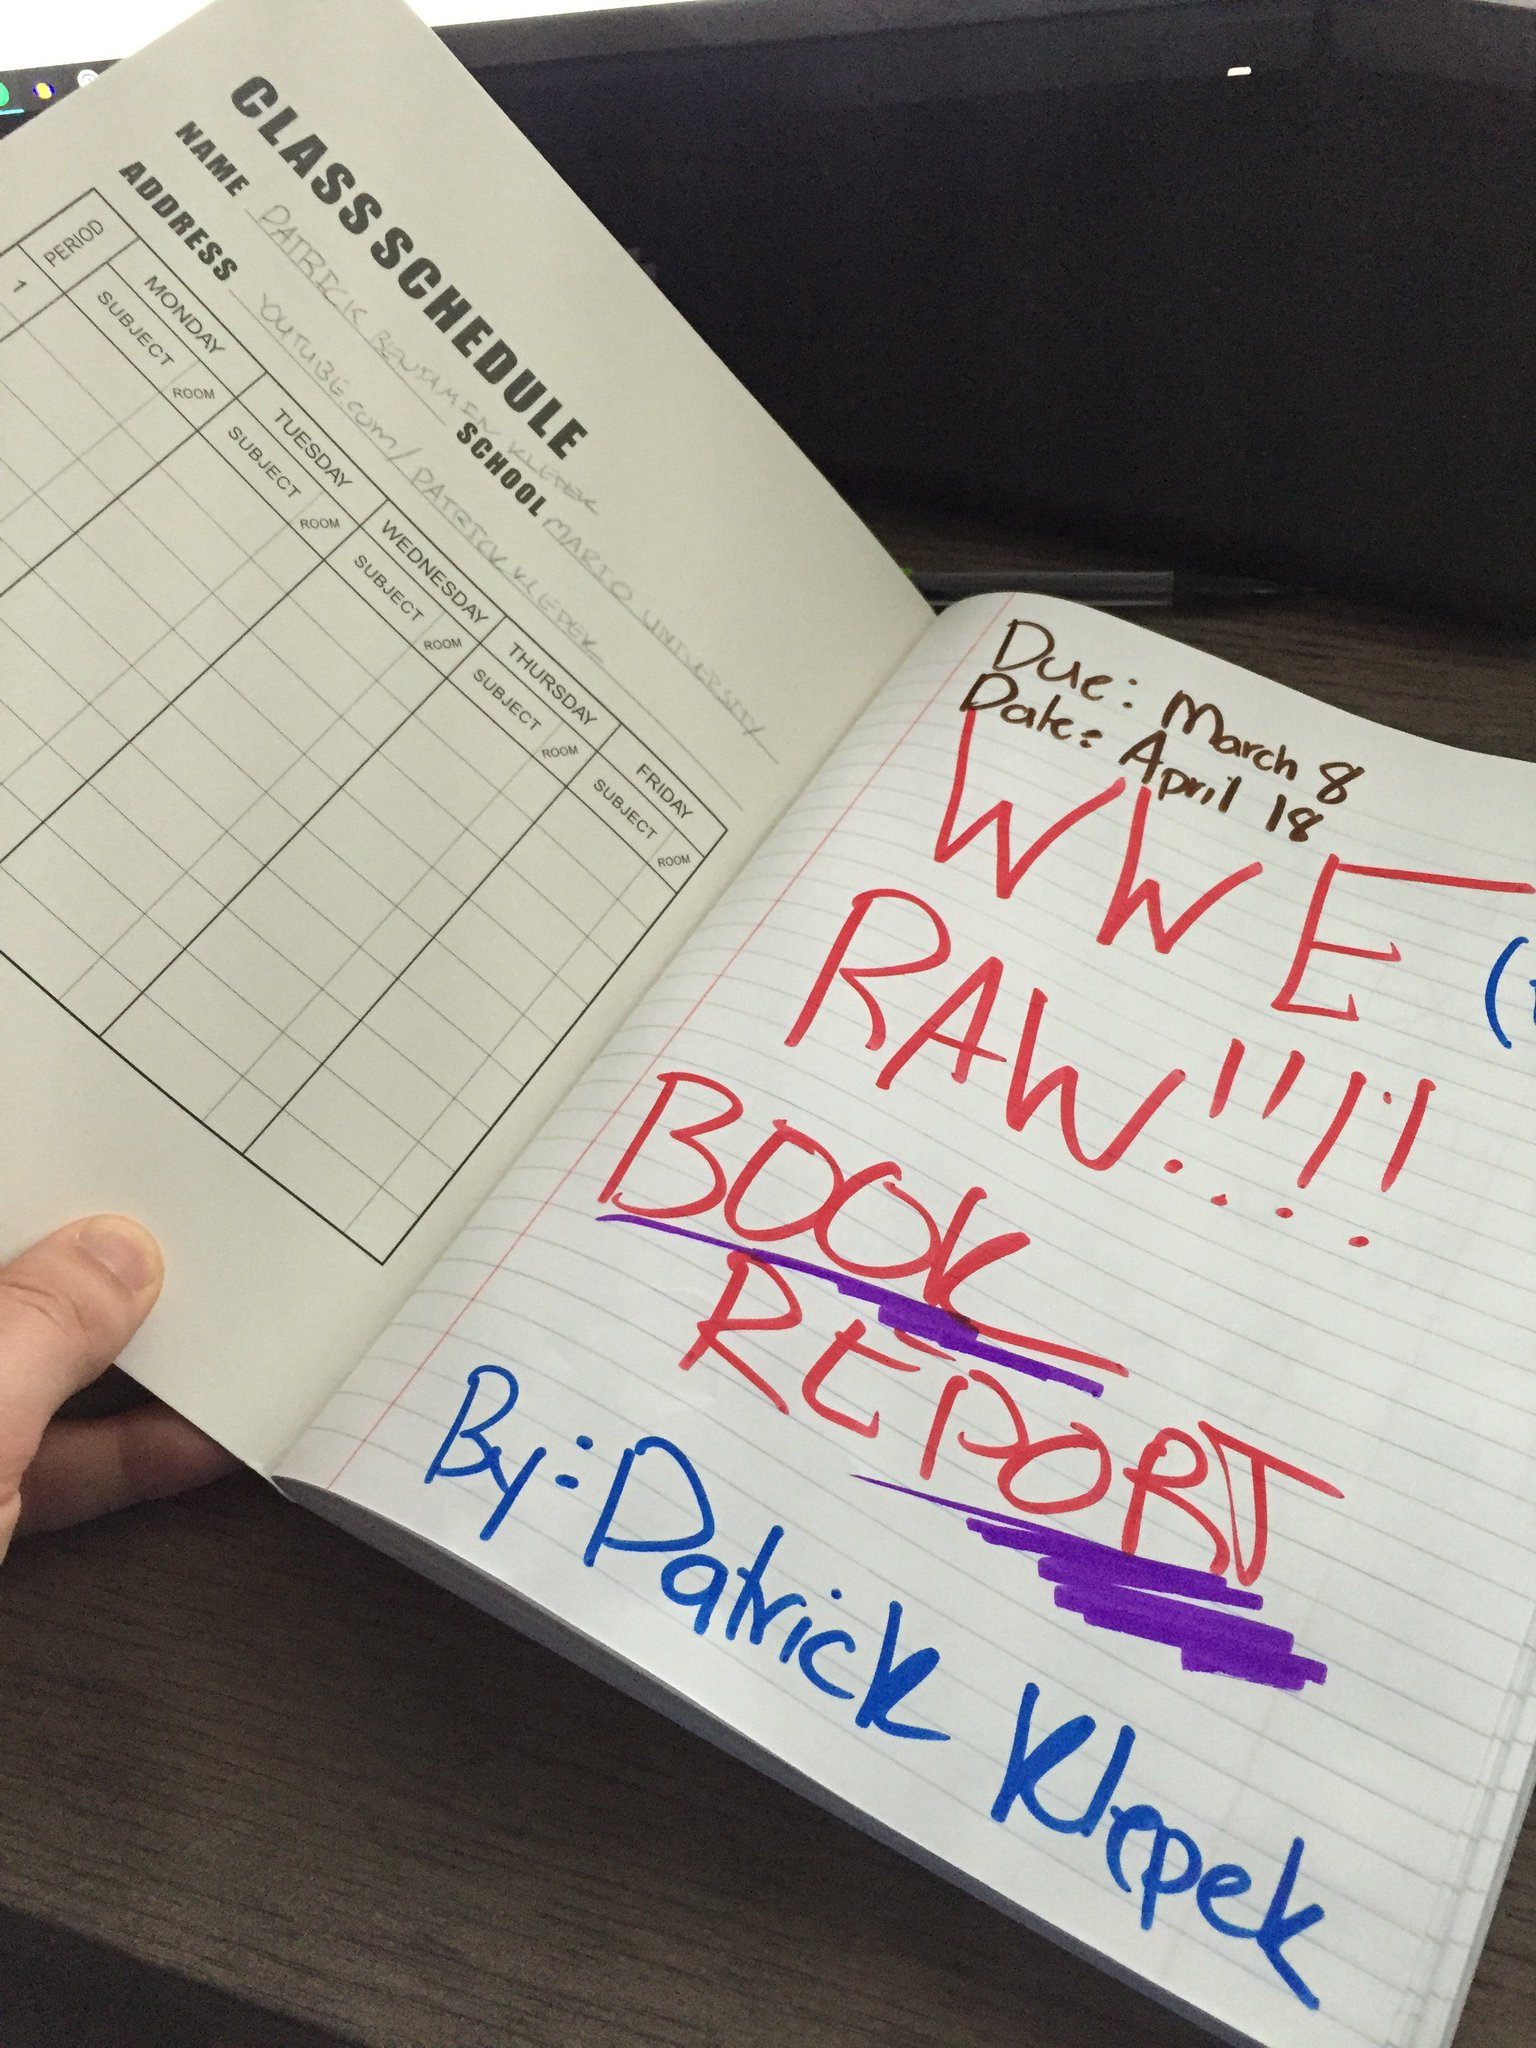 CLASS SCHEDULE
NAME PATRICK BENJAMIN KLEPEK SCHOOL MARIO UNIVERSITY
ADDRESS YOUTUBE.COM/PATRICKKLEPEK
PERIOD MONDAY TUESDAY WEDNESDAY THURSDAY FRIDAY
SUBJECT ROOM SUBJECT ROOM SUBJECT ROOM SUBJECT ROOM SUBJECT ROOM
1
Due: March 8
Date: April 18
WWE
RAW!!!!
BOOK
REPORT
By: Patrick Klepek